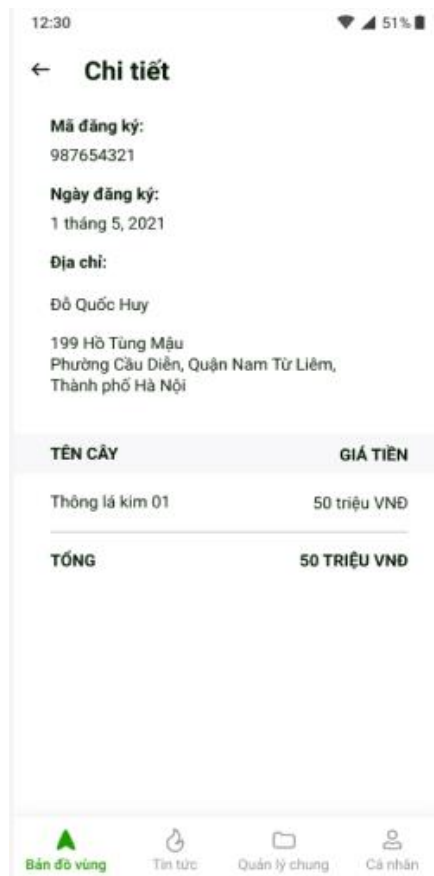 12:30 51%
Chi tiết
Mã đăng ký:
987654321
Ngày đăng ký:
1 tháng 5, 2021
Địa chỉ:
Đỗ Quốc Huy
199 Hồ Tùng Mậu
Phường Cầu Diễn, Quận Nam Từ Liêm,
Thành phố Hà Nội
TÊN CÂY GIÁ TIỀN
Thông lá kim 01 50 triệu VNĐ
TỔNG 50 TRIỆU VNĐ
Bản đồ vùng Tin tức Quản lý chung Cá nhân